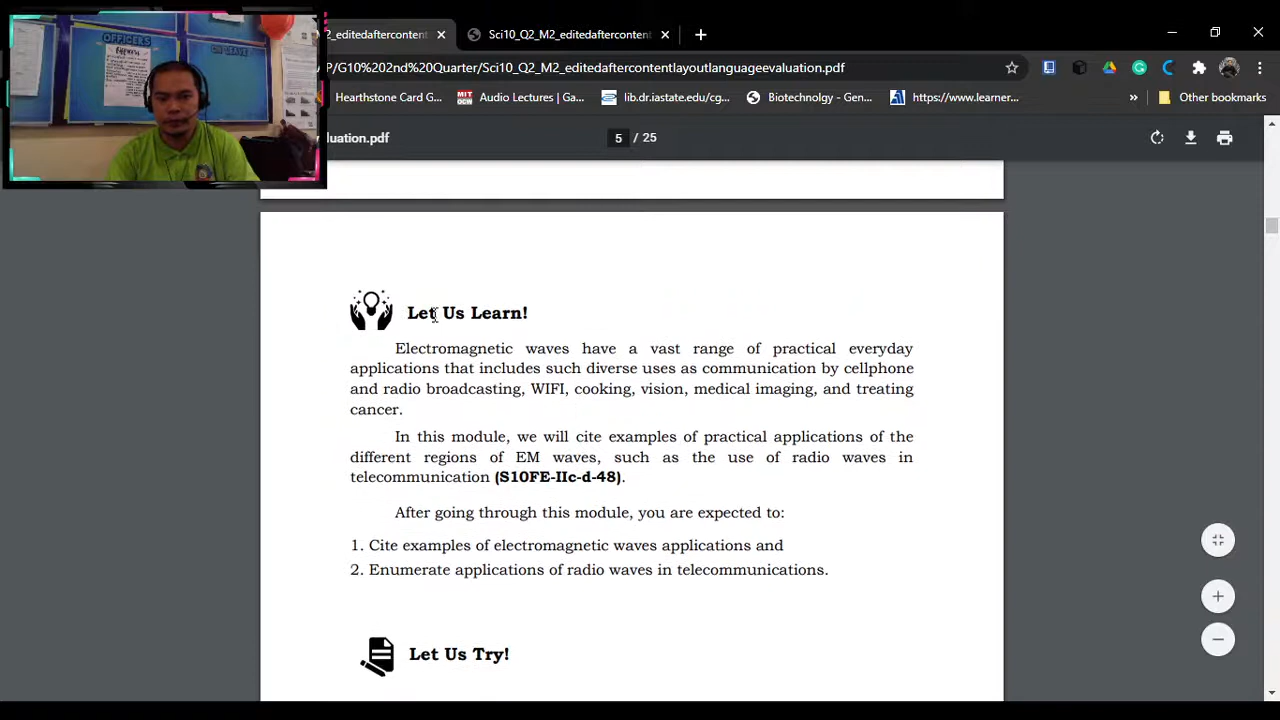 OFFICERS
ON LEAVE
2_editedaftercontent
Sci10_Q2_M2_editedaftercontent
P/G10%202nd%20Quarter/Sci10_Q2_M2_editedaftercontentlayoutlanguageevaluation.pdf
Hearthstone Card G...
MIT
OCW
Audio Lectures | Ga...
lib.dr.iastate.edu/cg...
Biotechnolgy - Gen...
https://www.learner...
»
Other bookmarks
luation.pdf
5 / 25
Let Us Learn!
Electromagnetic waves have a vast range of practical everyday
applications that includes such diverse uses as communication by cellphone
and radio broadcasting, WIFI, cooking, vision, medical imaging, and treating
cancer.
In this module, we will cite examples of practical applications of the
different regions of EM waves, such as the use of radio waves in
telecommunication (S10FE-IIc-d-48).
After going through this module, you are expected to:
1. Cite examples of electromagnetic waves applications and
2. Enumerate applications of radio waves in telecommunications.
Let Us Try!